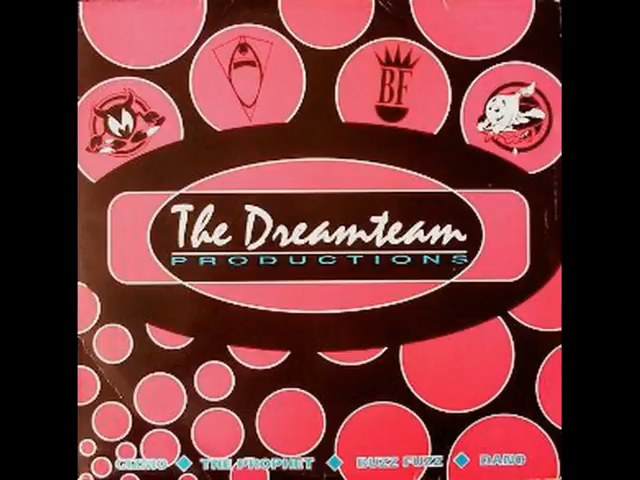 BF
The Dreamteam
PRODUCTIONS
GIZMO ◆ THE PROPHET ◆ BUZZ FUZZ ◆ DANO